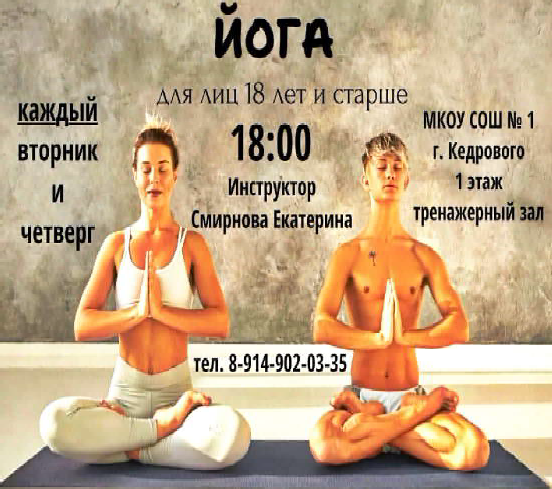 ЙОГА
для лиц 18 лет и старше
каждый
вторник
и
четверг
18:00
Инструктор
Смирнова Екатерина
МКОУ СОШ № 1
г. Кедрового
1 этаж
тренажерный зал
тел. 8-914-902-03-35